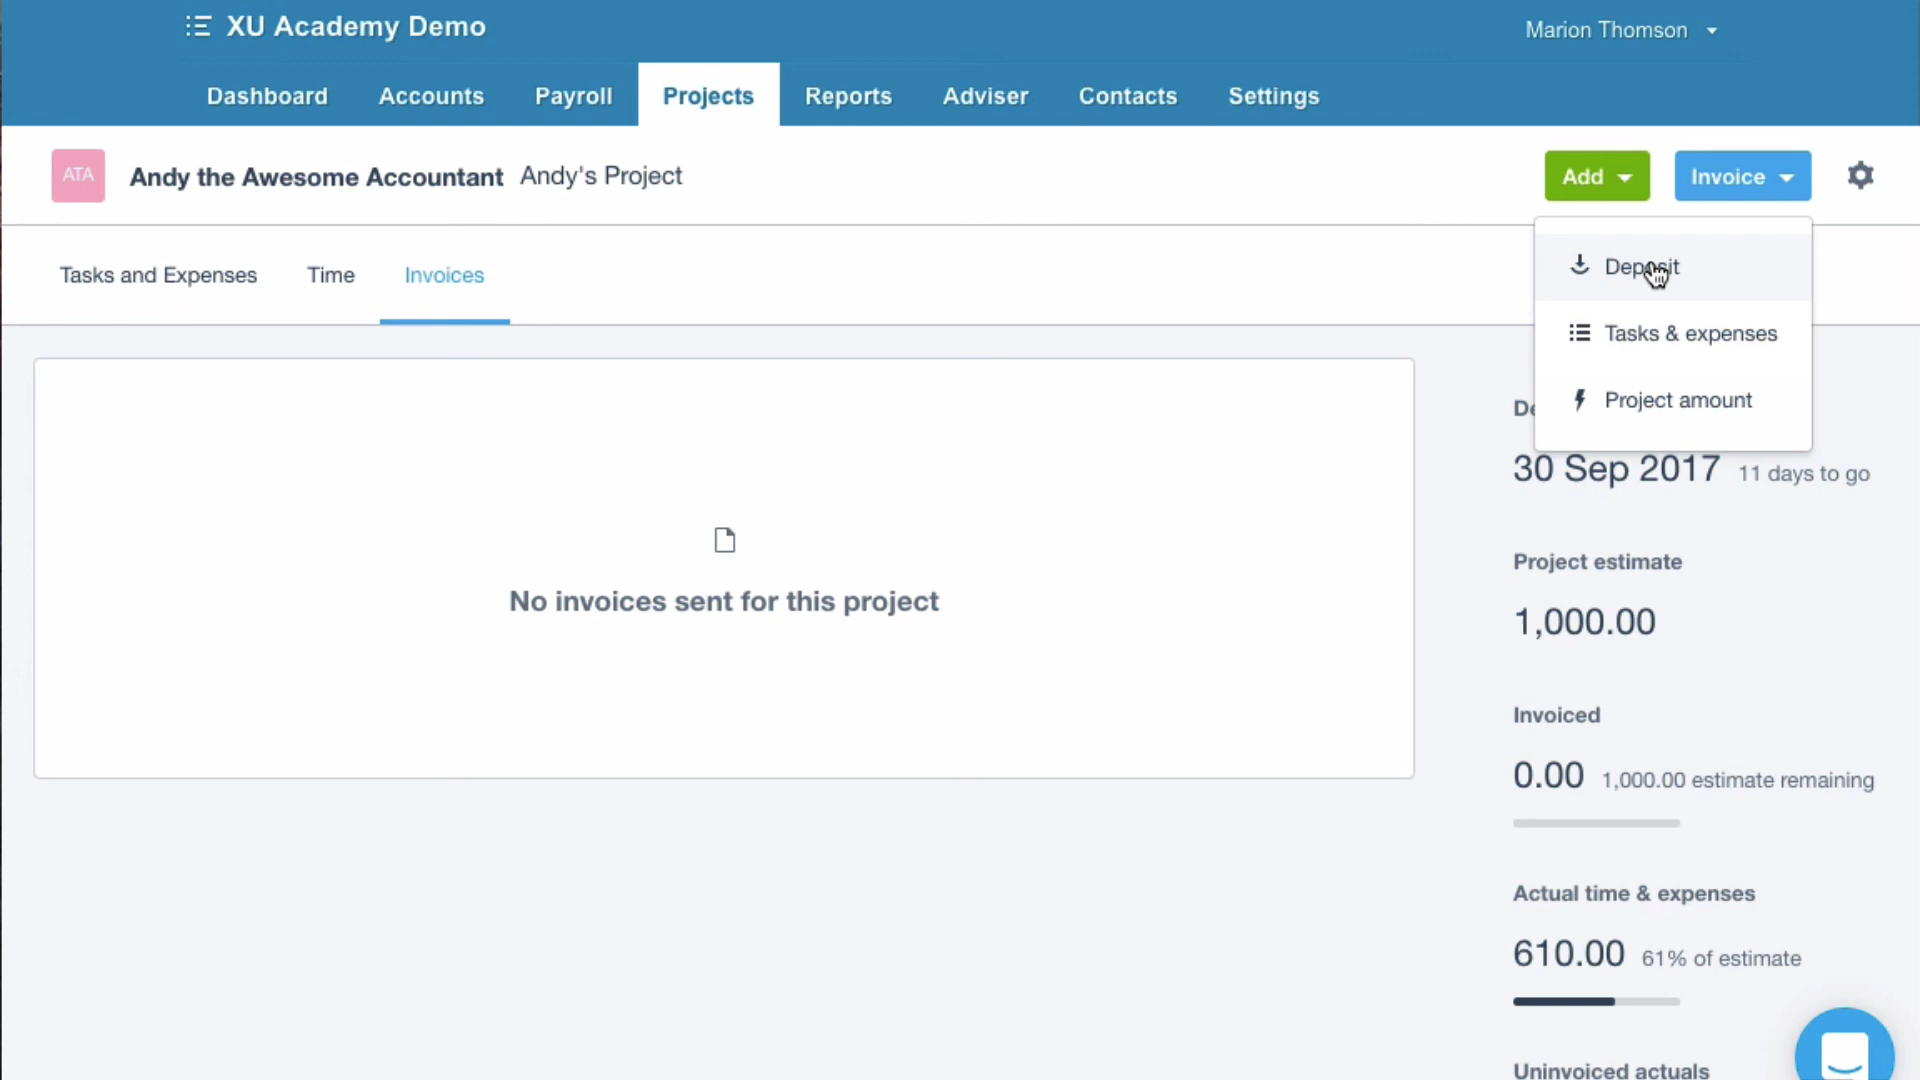 XU Academy Demo
Marion Thomson
Dashboard Accounts Payroll Projects Reports Adviser Contacts Settings
ATA Andy the Awesome Accountant Andy's Project
Add Invoice
Tasks and Expenses Time Invoices
Deposit
Tasks & expenses
Project amount
De
30 Sep 2017 11 days to go
No invoices sent for this project
Project estimate
1,000.00
Invoiced
0.00 1,000.00 estimate remaining
Actual time & expenses
610.00 61% of estimate
Uninvoiced actuals